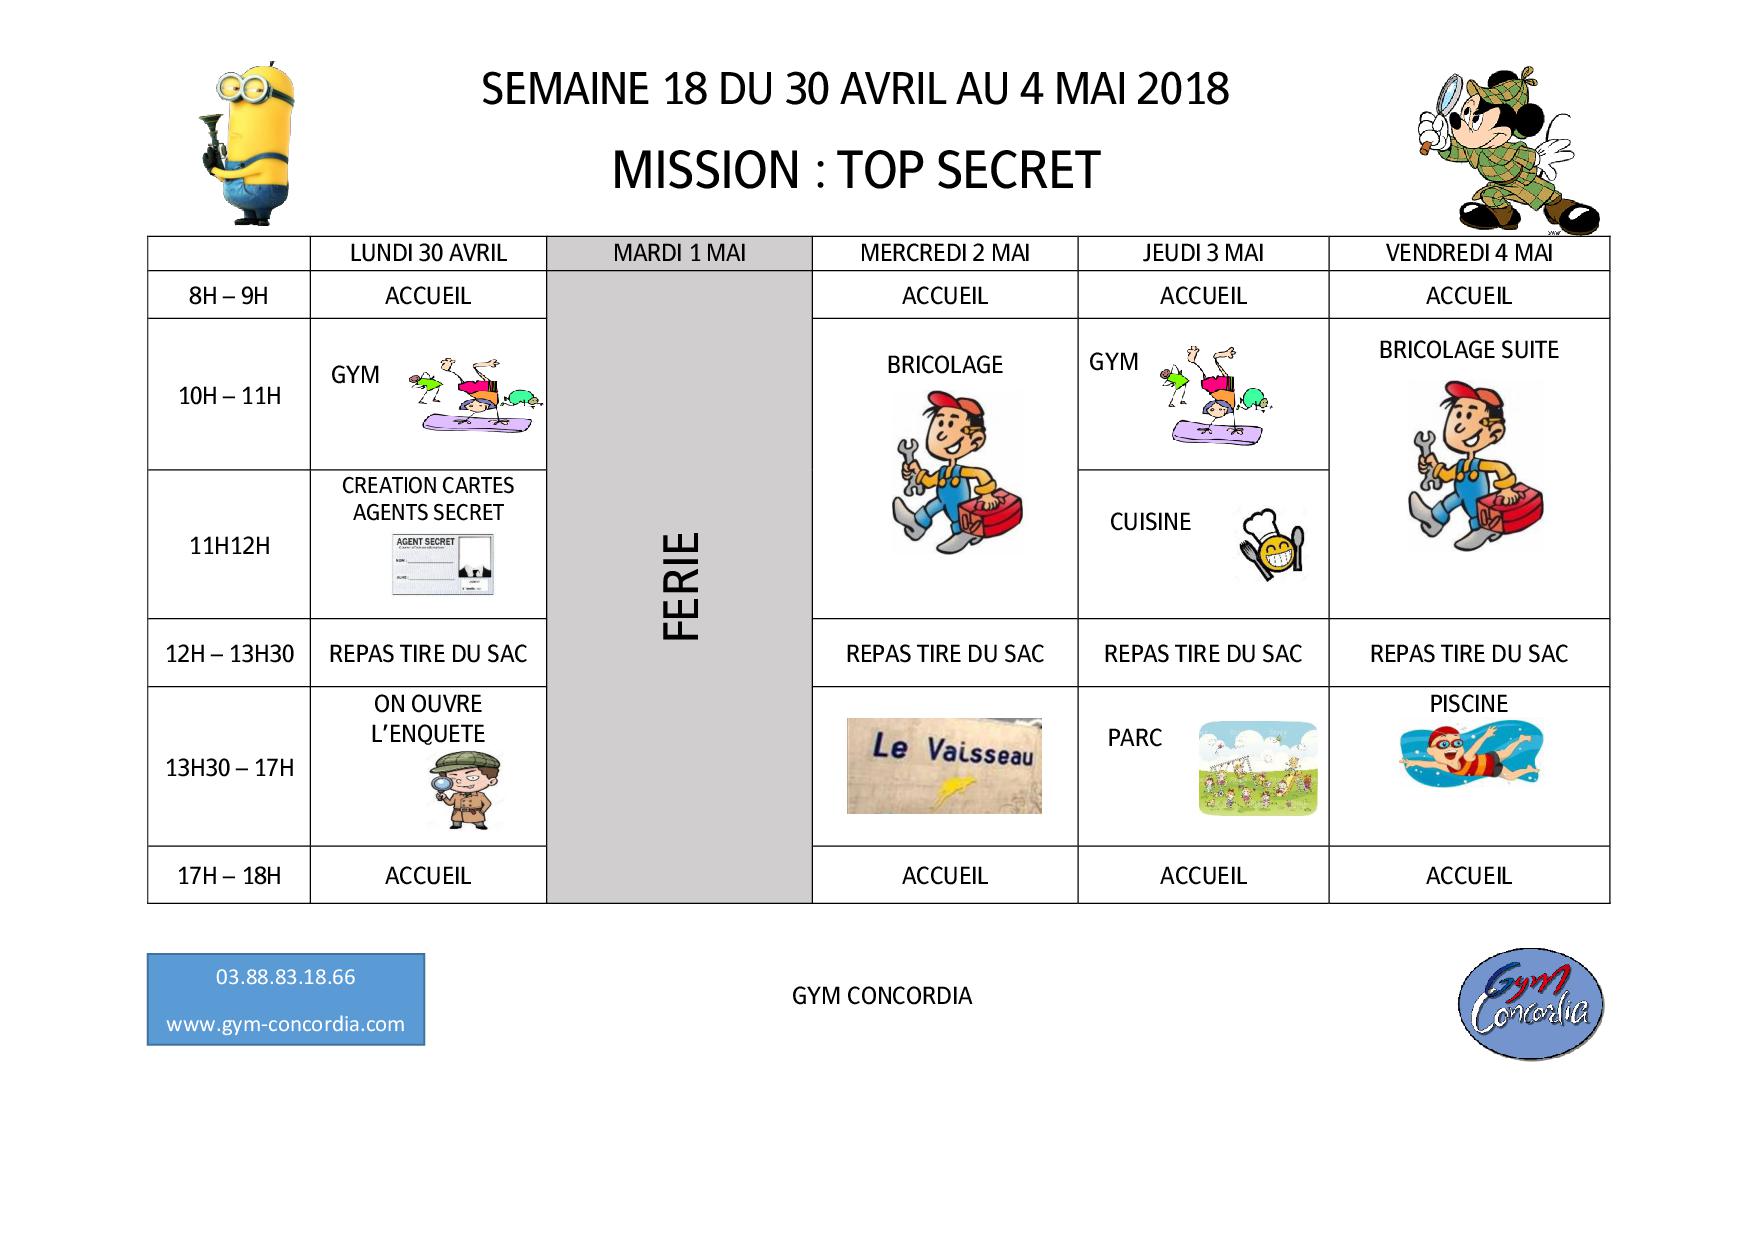 SEMAINE 18 DU 30 AVRIL AU 4 MAI 2018
MISSION : TOP SECRET
LUNDI 30 AVRIL
MARDI 1 MAI
MERCREDI 2 MAI
JEUDI 3 MAI
VENDREDI 4 MAI
8H – 9H
ACCUEIL
ACCUEIL
ACCUEIL
ACCUEIL
10H – 11H
GYM
BRICOLAGE
GYM
BRICOLAGE SUITE
11H12H
CREATION CARTES
AGENTS SECRET
AGENT SECRET
CUISINE
FERIE
12H – 13H30
REPAS TIRE DU SAC
REPAS TIRE DU SAC
REPAS TIRE DU SAC
REPAS TIRE DU SAC
13H30 – 17H
ON OUVRE
L’ENQUETE
Le Vaisseau
PARC
PISCINE
17H – 18H
ACCUEIL
ACCUEIL
ACCUEIL
ACCUEIL
03.88.83.18.66
www.gym-concordia.com
GYM CONCORDIA
Gym
Concordia